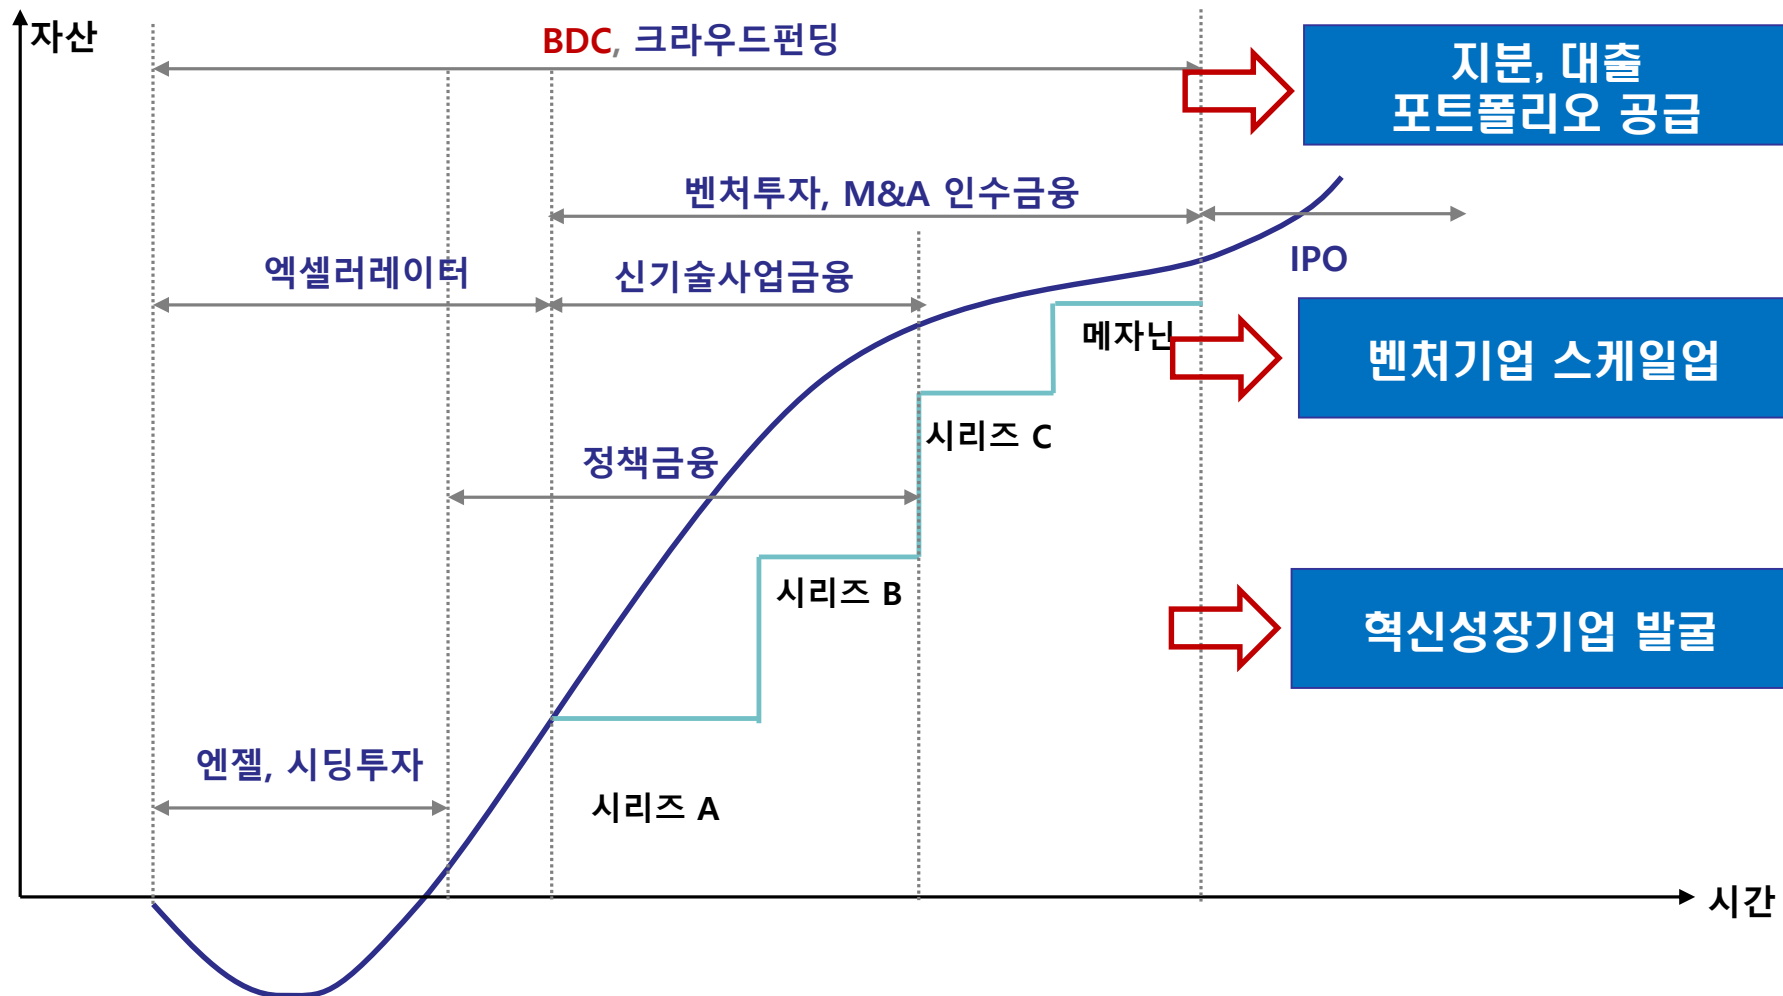 자산
BDC, 크라우드펀딩
지분, 대출
포트폴리오 공급
벤처투자, M&A 인수금융
엑셀러레이터
신기술사업금융
IPO
메자닌
벤처기업 스케일업
시리즈 C
정책금융
시리즈 B
혁신성장기업 발굴
엔젤, 시딩투자
시리즈 A
시간